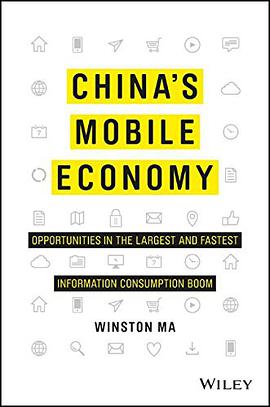 CHINA'S
MOBILE
ECONOMY
OPPORTUNITIES IN THE LARGEST AND FASTEST
INFORMATION CONSUMPTION BOOM
WINSTON MA
WILEY